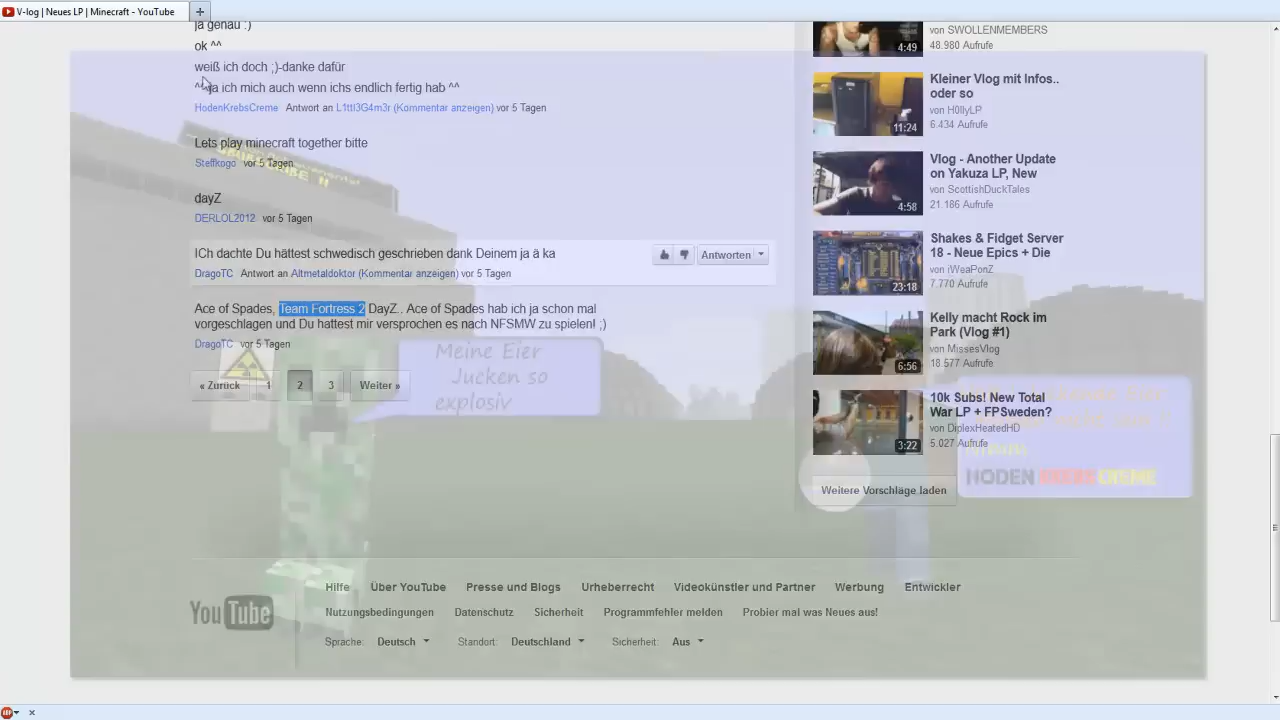 V-log | Neues LP | Minecraft - YouTube
ja genau :)
ok ^^
weiß ich doch ;)-danke dafür
^^ ja ich mich auch wenn ichs endlich fertig hab ^^
HodenKrebsCreme Antwort an L1ttl3G4m3r (Kommentar anzeigen) vor 5 Tagen
Lets play minecraft together bitte
Steffkogo vor 5 Tagen
dayZ
DERLOL2012 vor 5 Tagen
ICh dachte Du hättest schwedisch geschrieben dank Deinem ja ä ka
DragoTC Antwort an Altmetaldoktor (Kommentar anzeigen) vor 5 Tagen
Antworten
Ace of Spades, Team Fortress 2 DayZ.. Ace of Spades hab ich ja schon mal
vorgeschlagen und Du hattest mir versprochen es nach NFSMW zu spielen! ;)
DragoTC vor 5 Tagen
« Zurück 1 2 3 Weiter »
Meine Eier
Jucken so
explosiv
von SWOLLENMEMBERS
48.980 Aufrufe
4:49
Kleiner Vlog mit Infos..
oder so
von H0llyLP
6.434 Aufrufe
11:24
Vlog - Another Update
on Yakuza LP, New
von ScottishDuckTales
21.186 Aufrufe
4:58
Shakes & Fidget Server
18 - Neue Epics + Die
von iWeaPonZ
7.770 Aufrufe
23:18
Kelly macht Rock im
Park (Vlog #1)
von MissesVlog
18.577 Aufrufe
6:56
10k Subs! New Total
War LP + FPSweden?
von DiplexHeatedHD
5.027 Aufrufe
3:22
HODEN KREBS CREME
Weitere Vorschläge laden
YouTube
Hilfe Über YouTube Presse und Blogs Urheberrecht Videokünstler und Partner Werbung Entwickler
Nutzungsbedingungen Datenschutz Sicherheit Programmfehler melden Probier mal was Neues aus!
Sprache: Deutsch Standort: Deutschland Sicherheit: Aus